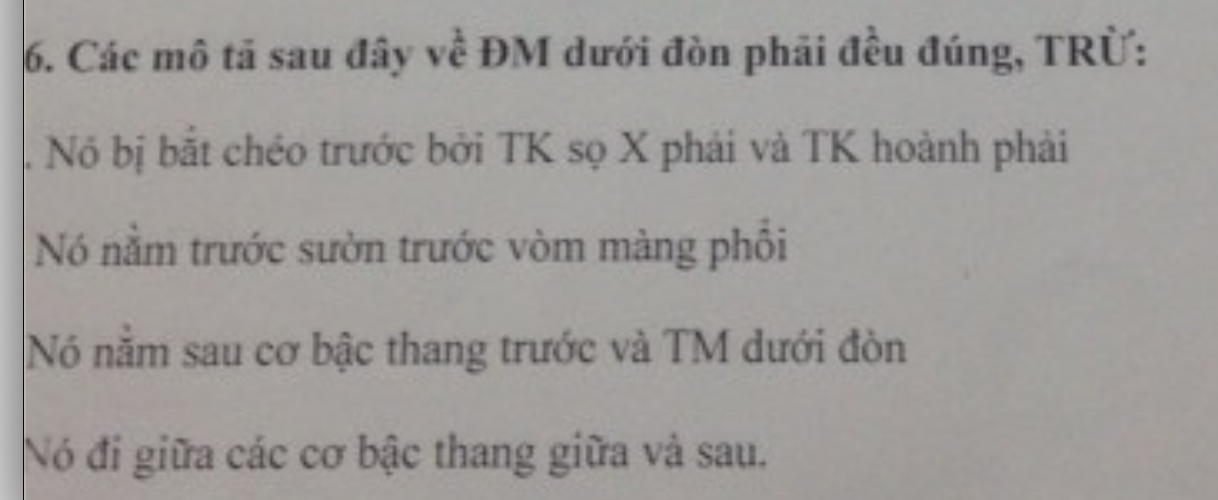 6. Các mô tả sau đây về ĐM dưới đòn phải đều đúng, TRỪ:
. Nó bị bắt chéo trước bởi TK sọ X phải và TK hoành phải
Nó nằm trước sườn trước vòm màng phổi
Nó nằm sau cơ bậc thang trước và TM dưới đòn
Nó đi giữa các cơ bậc thang giữa và sau.